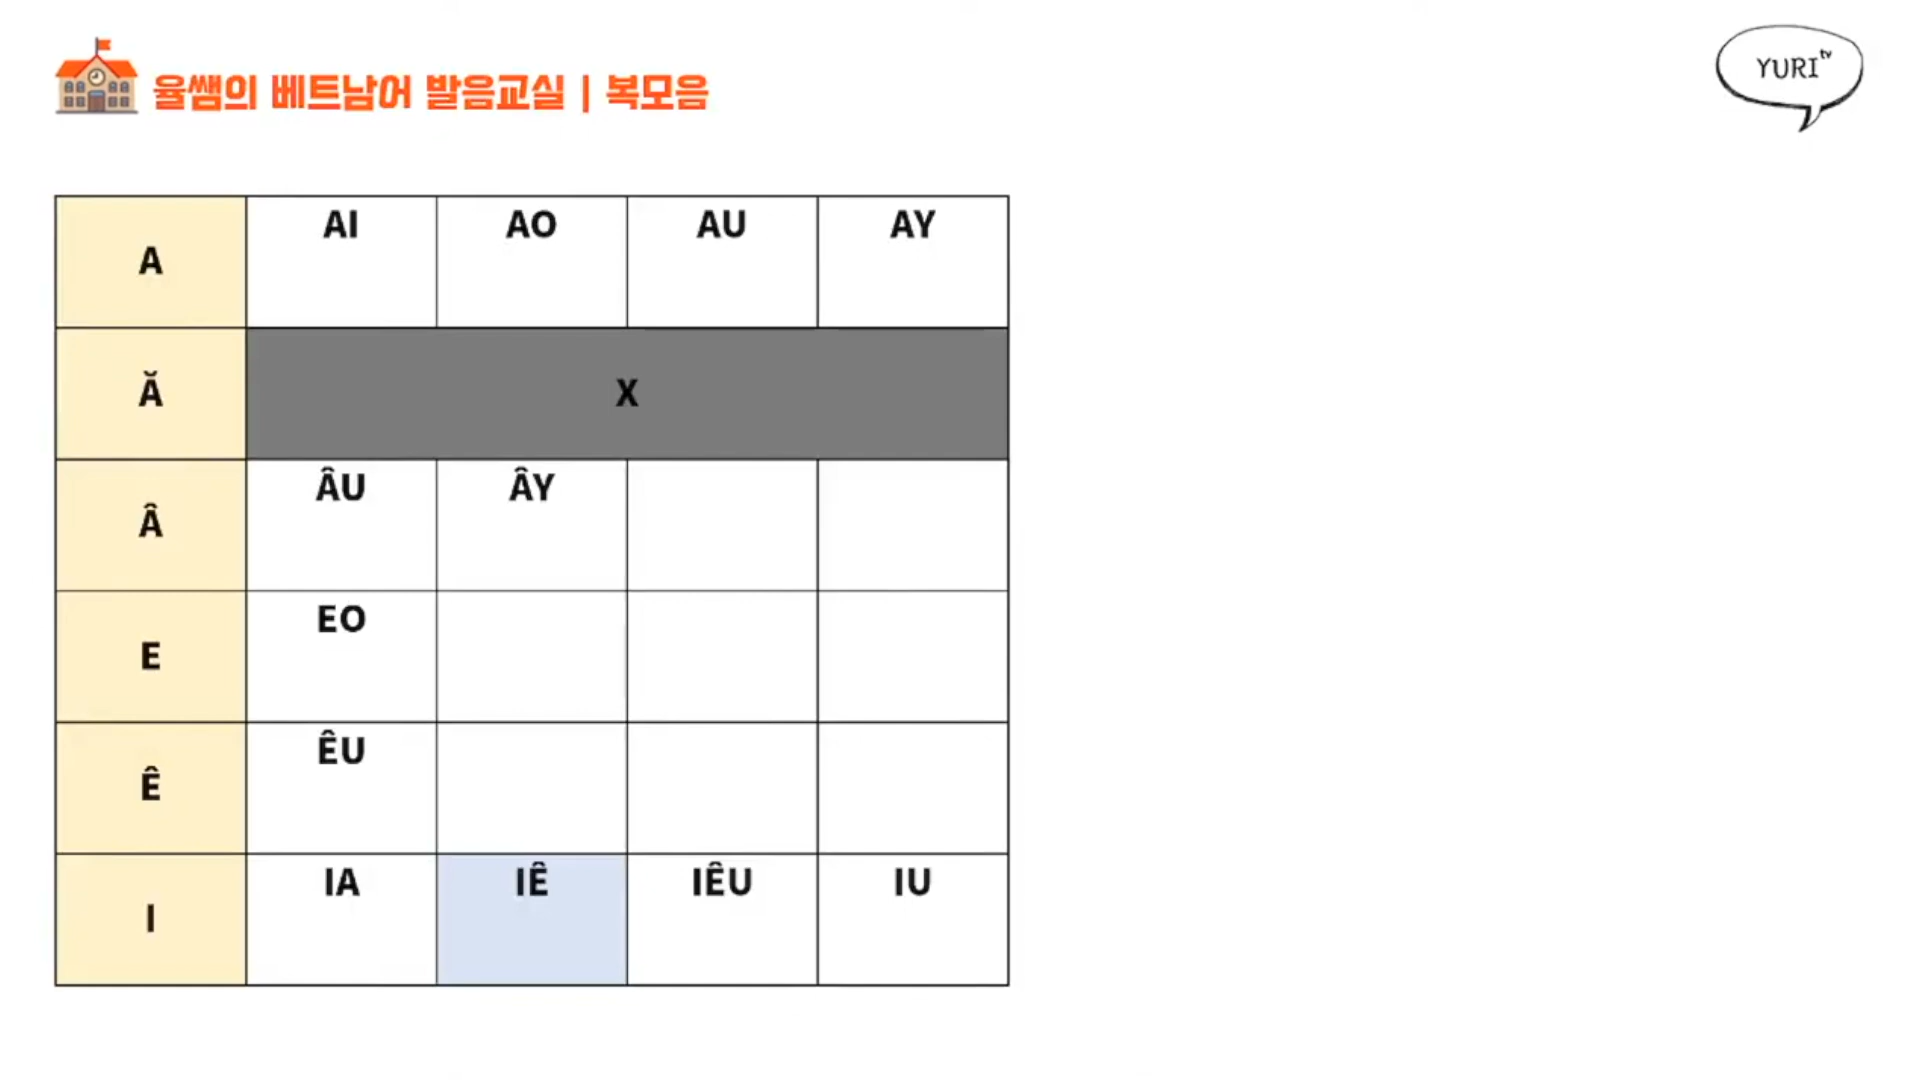 율쌤의 베트남어 발음교실 | 복모음
YURI tv
A AI AO AU AY
Ă X
Â ÂU ÂY
E EO
Ê ÊU
I IA IÊ IÊU IU